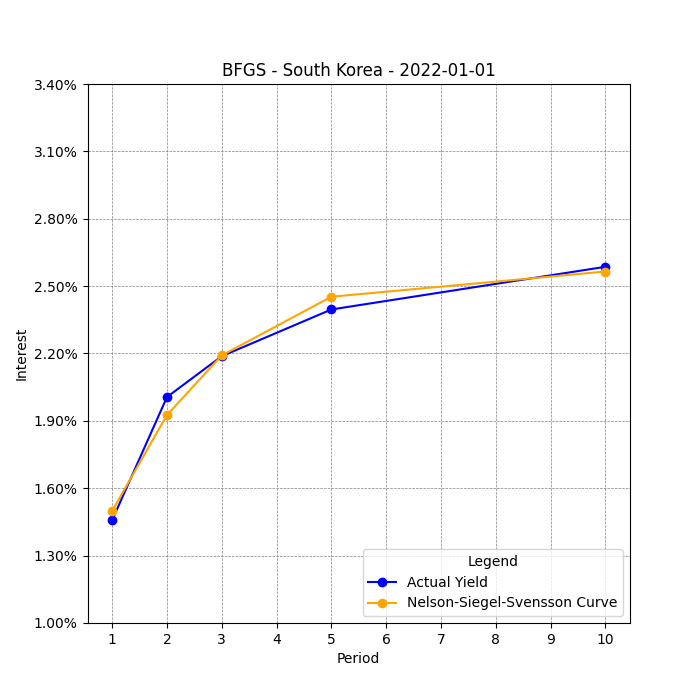 BFGS - South Korea - 2022-01-01
3.40%
3.10%
2.80%
2.50%
2.20%
1.90%
1.60%
1.30%
1.00%
Interest
Legend
Actual Yield
Nelson-Siegel-Svensson Curve
1 2 3 4 5 6 7 8 9 10
Period